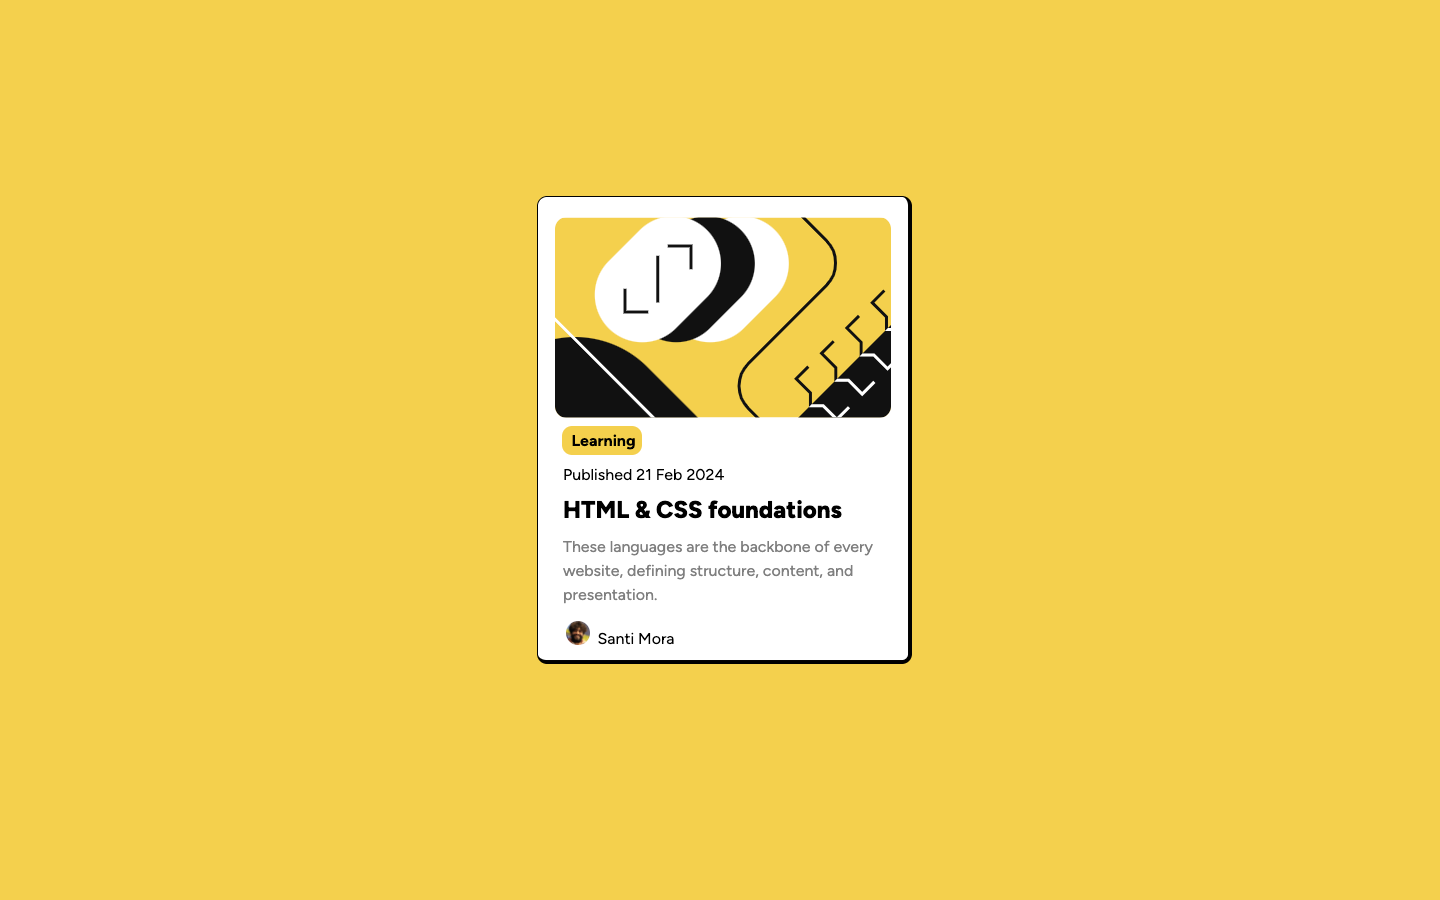 Learning
Published 21 Feb 2024
HTML & CSS foundations
These languages are the backbone of every
website, defining structure, content, and
presentation.
Santi Mora